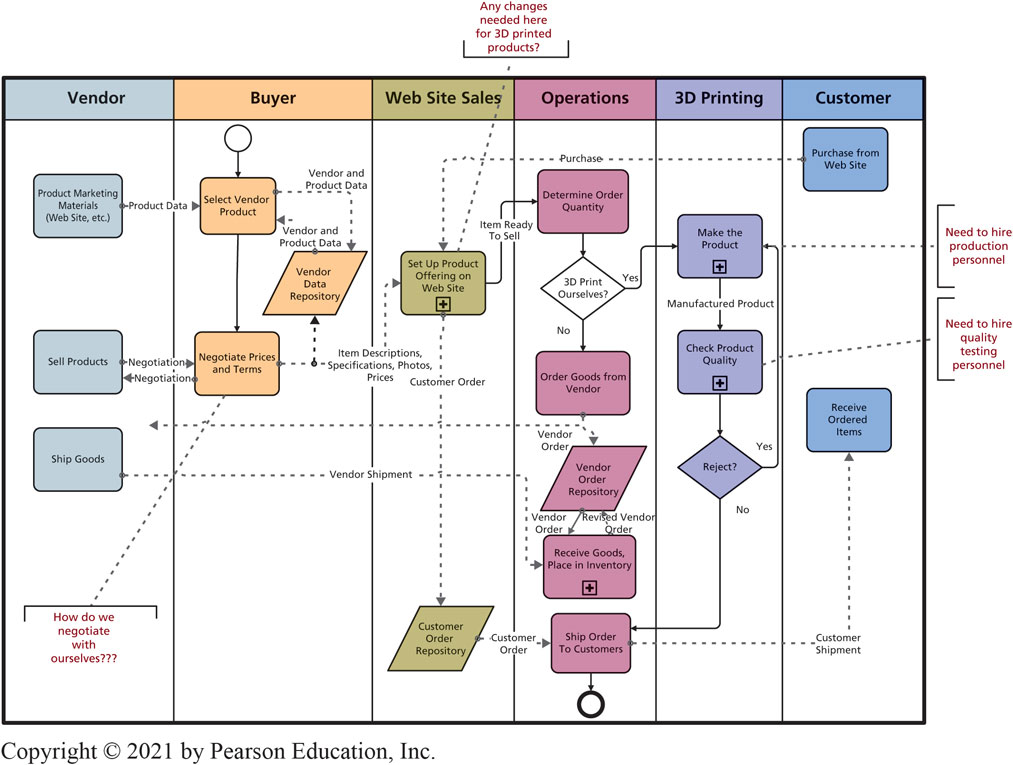 Any changes
needed here
for 3D printed
products?
Vendor
Buyer
Web Site Sales
Operations
3D Printing
Customer
Product Marketing
Materials
(Web Site, etc.)
Product Data
Select Vendor
Product
Vendor and
Product Data
Vendor and
Product Data
Vendor
Data
Repository
Purchase
Purchase from
Web Site
Determine Order
Quantity
Item Ready
To Sell
Set Up Product
Offering on
Web Site
3D Print
Ourselves?
Yes
No
Make the
Product
Need to hire
production
personnel
Manufactured Product
Check Product
Quality
Need to hire
quality
testing
personnel
Sell Products
Negotiation
Negotiation
Negotiate Prices
and Terms
Item Descriptions,
Specifications, Photos,
Prices
Customer Order
Order Goods from
Vendor
Receive
Ordered
Items
Ship Goods
Vendor
Order
Reject?
Yes
No
Vendor Shipment
Vendor
Order
Repository
Vendor
Order
Revised Vendor
Order
Receive Goods,
Place in Inventory
How do we
negotiate
with
ourselves???
Customer
Order
Repository
Customer
Order
Ship Order
To Customers
Customer
Shipment
Copyright © 2021 by Pearson Education, Inc.